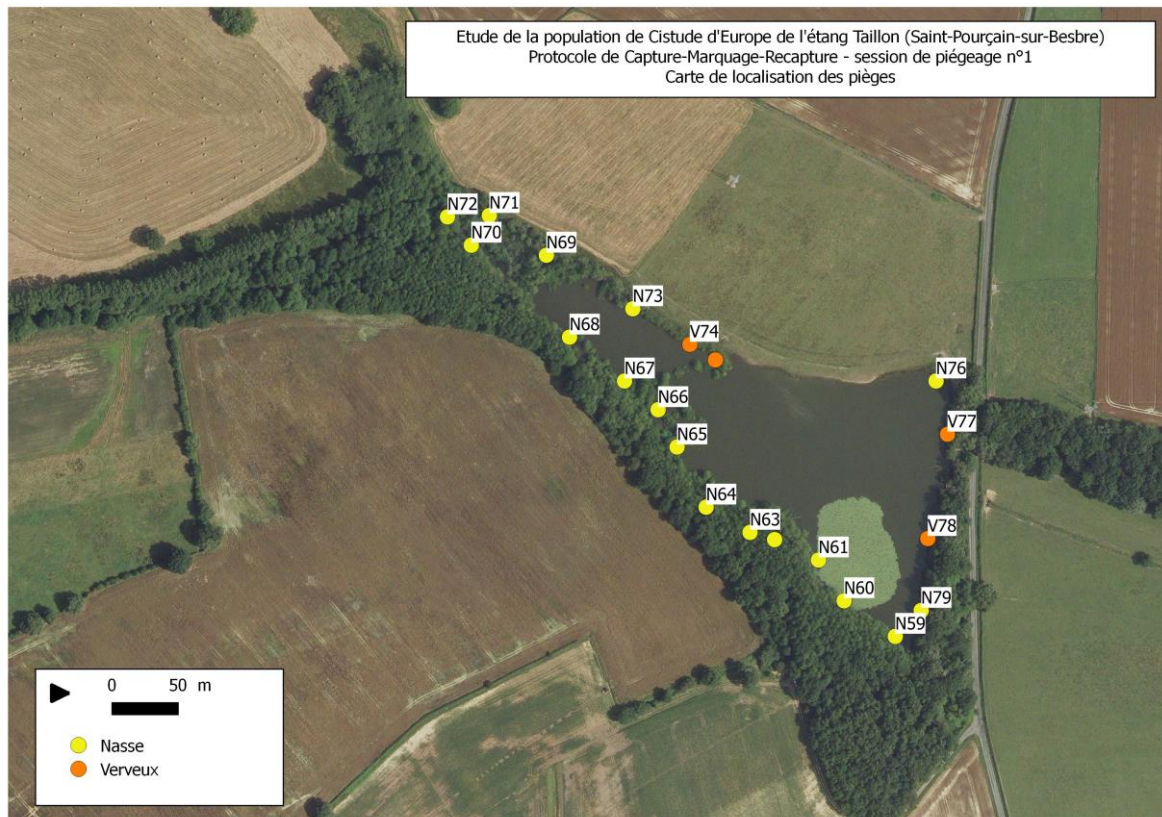 Etude de la population de Cistude d'Europe de l'étang Taillon (Saint-Pourçain-sur-Besbre)
Protocole de Capture-Marquage-Recapture - session de piégeage n°1
Carte de localisation des pièges
N72
N71
N70
N69
N73
N68
V74
N67
N76
N66
V77
N65
N64
N63
V78
N61
N60
N79
N59
0 50 m
Nasse
Verveux